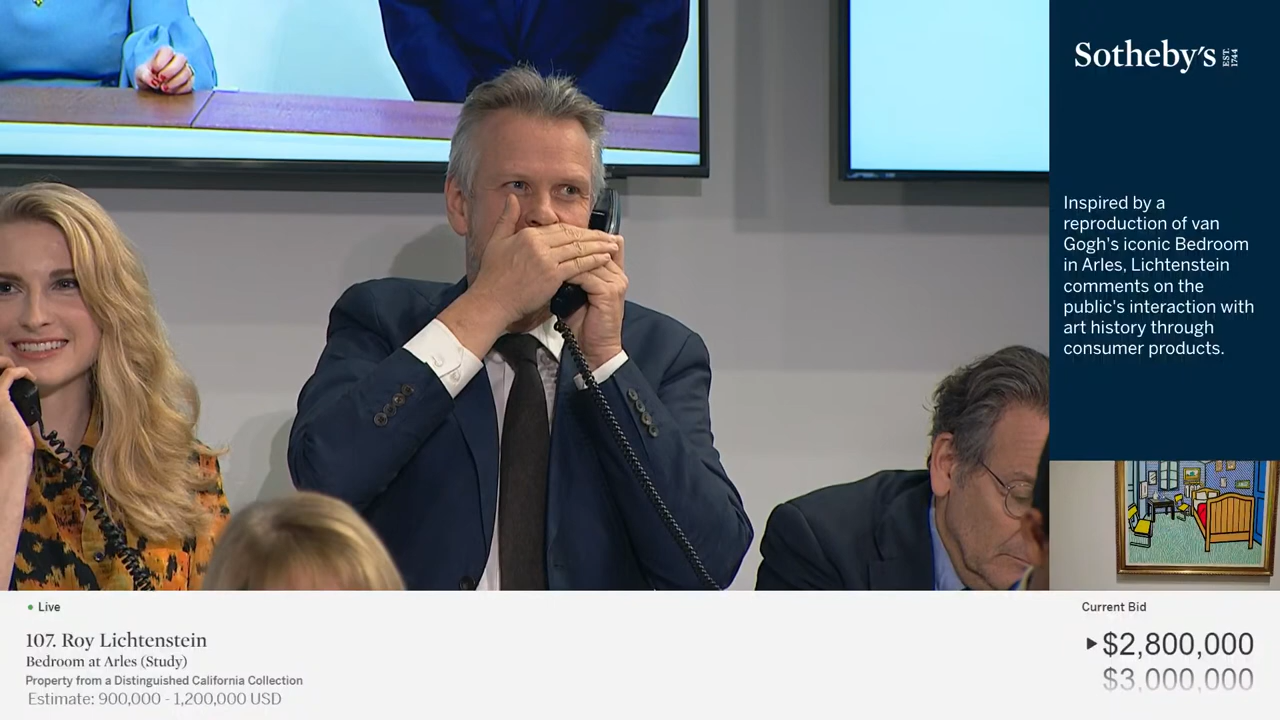 Sotheby's EST. 1744
Inspired by a
reproduction of van
Gogh's iconic Bedroom
in Arles, Lichtenstein
comments on the
public's interaction with
art history through
consumer products.
• Live
107. Roy Lichtenstein
Bedroom at Arles (Study)
Property from a Distinguished California Collection
Estimate: 900,000 - 1,200,000 USD
Current Bid
$2,800,000
$3,000,000